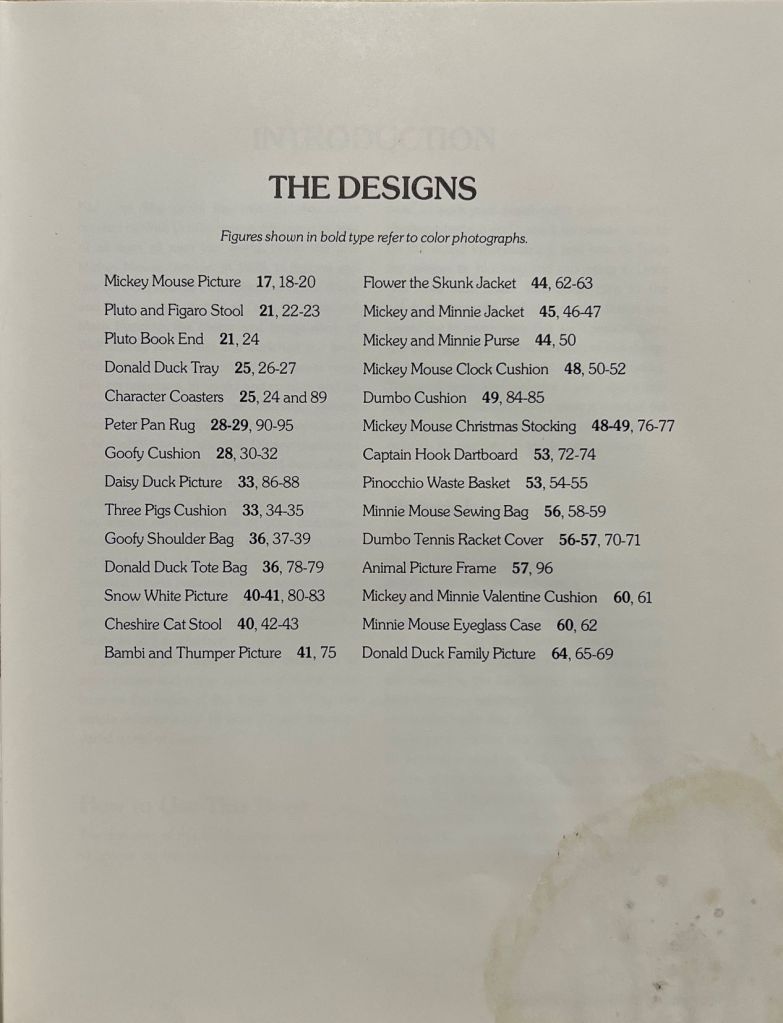 INTRODUCTION
THE DESIGNS
Figures shown in bold type refer to color photographs.
Mickey Mouse Picture 17, 18-20
Pluto and Figaro Stool 21, 22-23
Pluto Book End 21, 24
Donald Duck Tray 25, 26-27
Character Coasters 25, 24 and 89
Peter Pan Rug 28-29, 90-95
Goofy Cushion 28, 30-32
Daisy Duck Picture 33, 86-88
Three Pigs Cushion 33, 34-35
Goofy Shoulder Bag 36, 37-39
Donald Duck Tote Bag 36, 78-79
Snow White Picture 40-41, 80-83
Cheshire Cat Stool 40, 42-43
Bambi and Thumper Picture 41, 75
Flower the Skunk Jacket 44, 62-63
Mickey and Minnie Jacket 45, 46-47
Mickey and Minnie Purse 44, 50
Mickey Mouse Clock Cushion 48, 50-52
Dumbo Cushion 49, 84-85
Mickey Mouse Christmas Stocking 48-49, 76-77
Captain Hook Dartboard 53, 72-74
Pinocchio Waste Basket 53, 54-55
Minnie Mouse Sewing Bag 56, 58-59
Dumbo Tennis Racket Cover 56-57, 70-71
Animal Picture Frame 57, 96
Mickey and Minnie Valentine Cushion 60, 61
Minnie Mouse Eyeglass Case 60, 62
Donald Duck Family Picture 64, 65-69
How to Use This Book